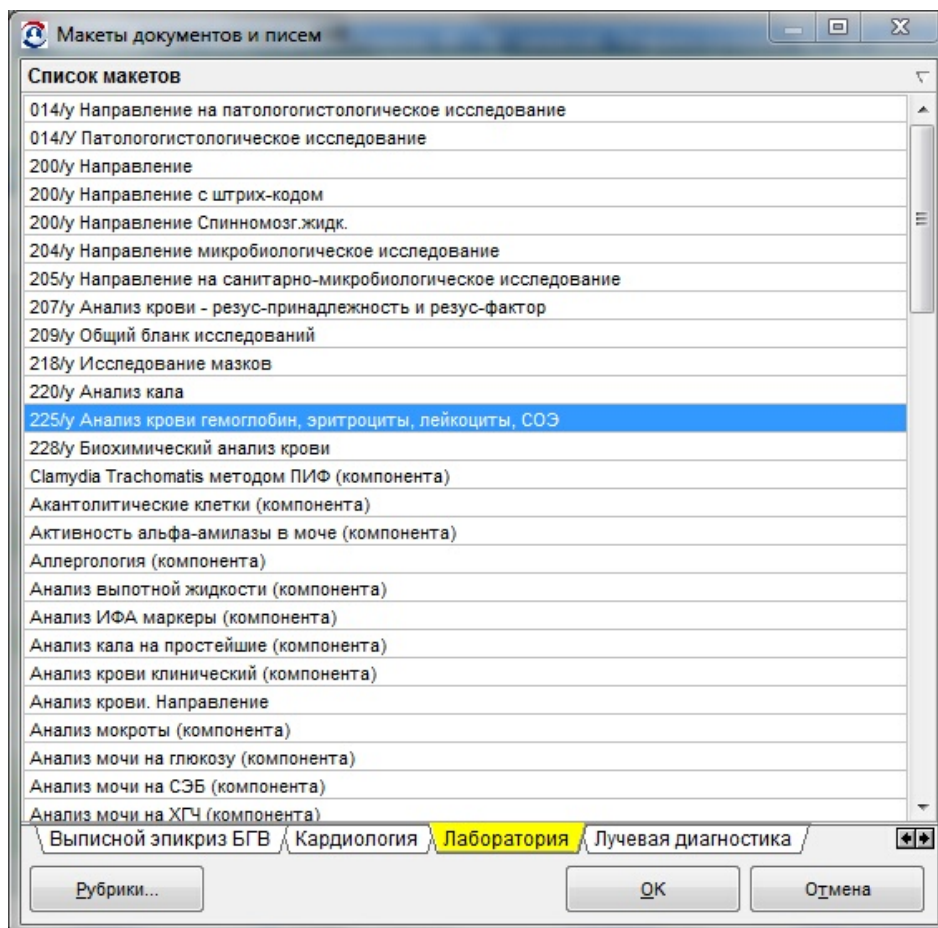 Макеты документов и писем
Список макетов
014/у Направление на патологогистологическое исследование
014/У Патологогистологическое исследование
200/у Направление
200/у Направление с штрих-кодом
200/у Направление Спинномозг.жидк.
204/у Направление микробиологическое исследование
205/у Направление на санитарно-микробиологическое исследование
207/у Анализ крови - резус-принадлежность и резус-фактор
209/у Общий бланк исследований
218/у Исследование мазков
220/у Анализ кала
225/у Анализ крови гемоглобин, эритроциты, лейкоциты, СОЭ
228/у Биохимический анализ крови
Clamydia Trachomatis методом ПИФ (компонента)
Акантолитические клетки (компонента)
Активность альфа-амилазы в моче (компонента)
Аллергология (компонента)
Анализ выпотной жидкости (компонента)
Анализ ИФА маркеры (компонента)
Анализ кала на простейшие (компонента)
Анализ крови клинический (компонента)
Анализ крови. Направление
Анализ мокроты (компонента)
Анализ мочи на глюкозу (компонента)
Анализ мочи на СЭБ (компонента)
Анализ мочи на ХГЧ (компонента)
Выписной эпикриз БГВ Кардиология Лаборатория Лучевая диагностика
Рубрики... OK Отмена